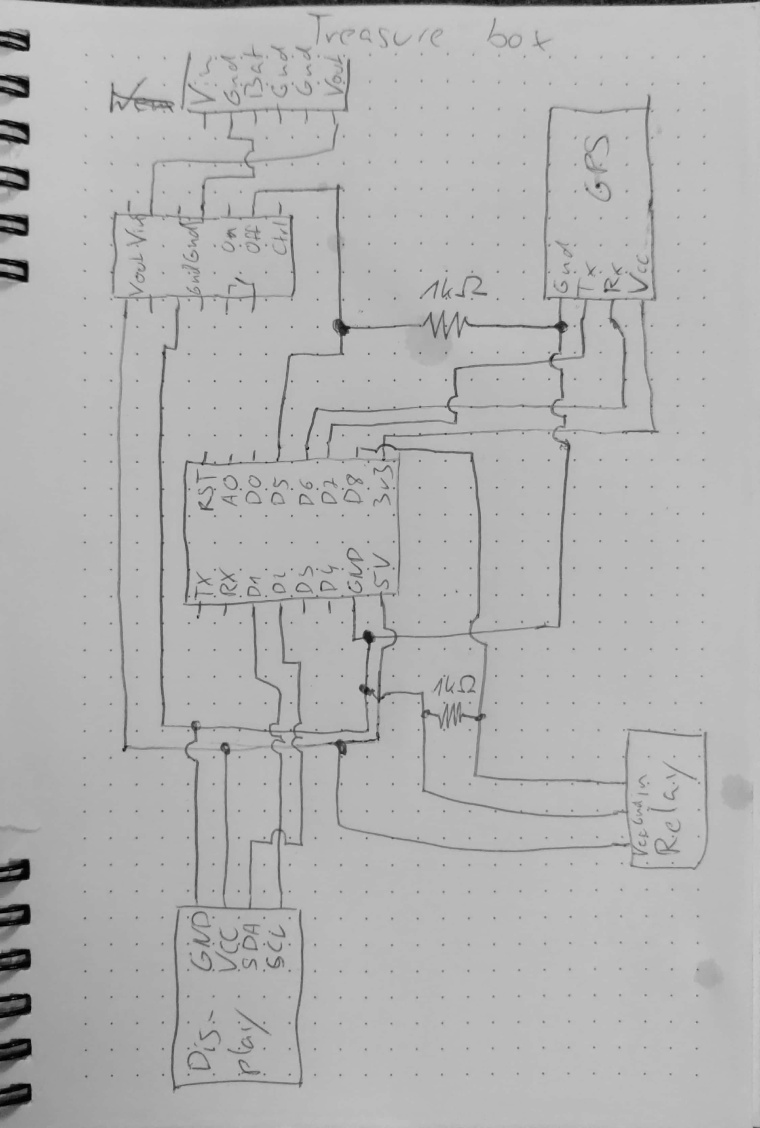 Treasure box
Vin
Gnd
Bat
Gnd
Gnd
Vout
Vout Vin
Gnd Gnd
On
Off
Ctrl
GPS
Gnd
Tx
Rx
Vcc
1kΩ
RST
A0
D0
D5
D6
D7
D8
3v3
TX
RX
D1
D2
D3
D4
GND
5V
1kΩ
Vcc Gnd in
Relay
GND
VCC
SDA
SCL
Dis-
play